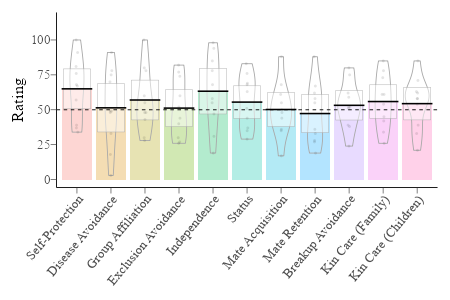 100
75
50
25
0
Rating
Self-Protection
Disease Avoidance
Group Affiliation
Exclusion Avoidance
Independence
Status
Mate Acquisition
Mate Retention
Breakup Avoidance
Kin Care (Family)
Kin Care (Children)